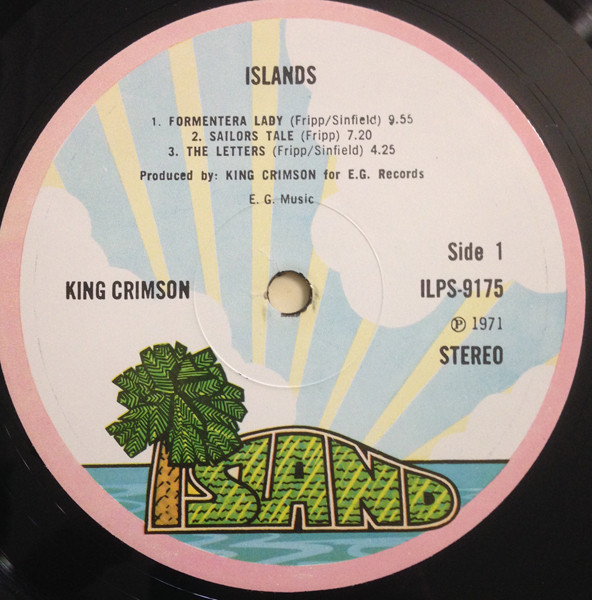 ISLANDS
1. FORMENTERA LADY (Fripp/Sinfield) 9.55
2. SAILORS TALE (Fripp) 7.20
3. THE LETTERS (Fripp/Sinfield) 4.25
Produced by: KING CRIMSON for E.G. Records
E. G. Music
Side 1
KING CRIMSON
ILPS-9175
℗ 1971
STEREO
ISLAND